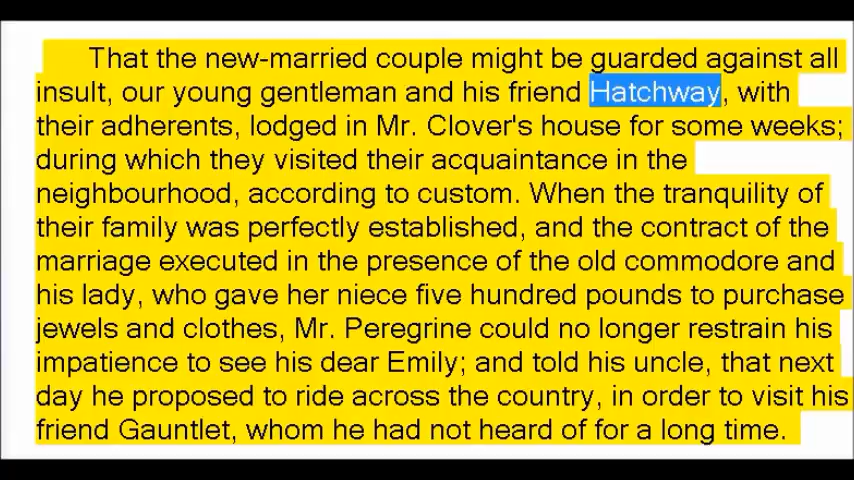 That the new-married couple might be guarded against all
insult, our young gentleman and his friend Hatchway, with
their adherents, lodged in Mr. Clover's house for some weeks;
during which they visited their acquaintance in the
neighbourhood, according to custom. When the tranquility of
their family was perfectly established, and the contract of the
marriage executed in the presence of the old commodore and
his lady, who gave her niece five hundred pounds to purchase
jewels and clothes, Mr. Peregrine could no longer restrain his
impatience to see his dear Emily; and told his uncle, that next
day he proposed to ride across the country, in order to visit his
friend Gauntlet, whom he had not heard of for a long time.